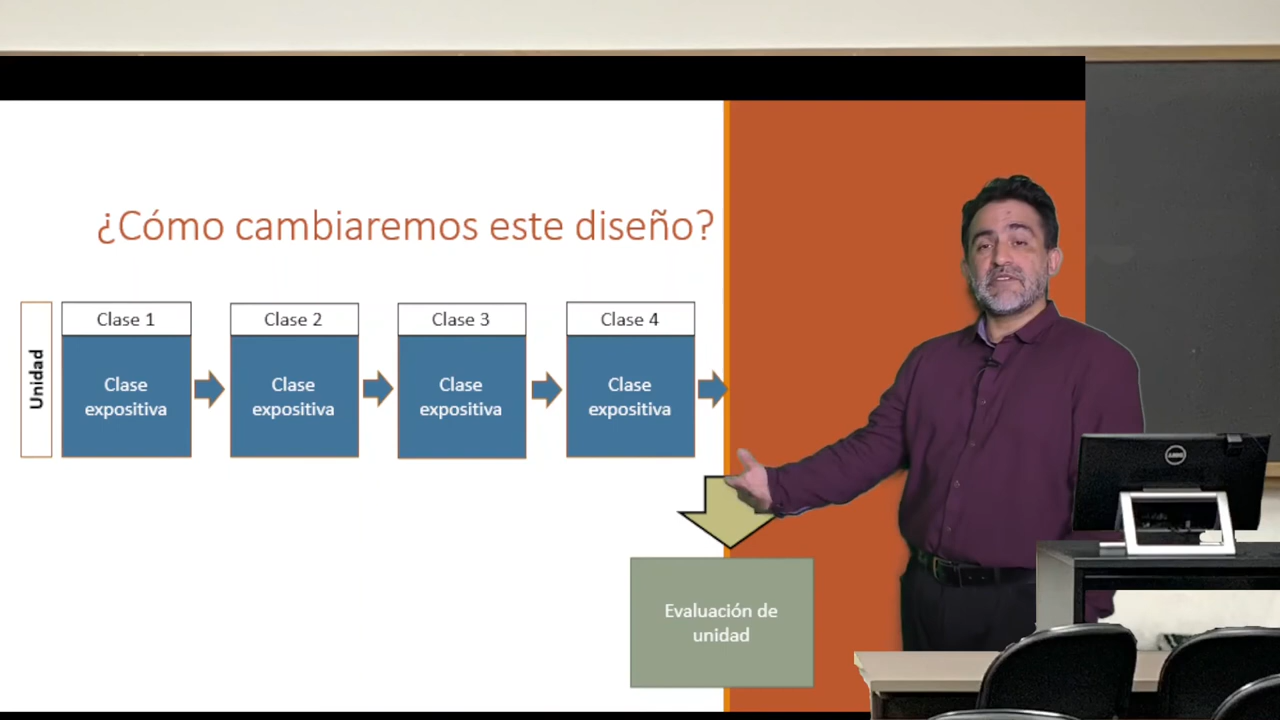 ¿Cómo cambiaremos este diseño?
Unidad
Clase 1
Clase 2
Clase 3
Clase 4
Clase
expositiva
Clase
expositiva
Clase
expositiva
Clase
expositiva
Evaluación de
unidad
DELL